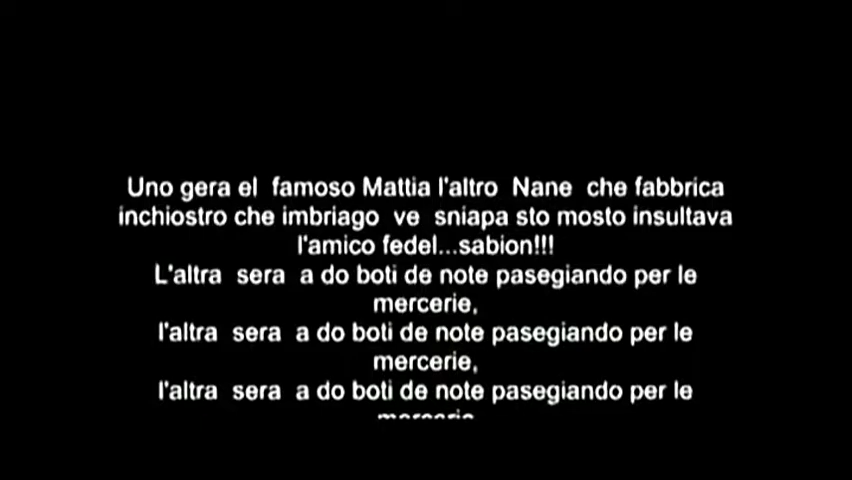 Uno gera el famoso Mattia l'altro Nane che fabbrica
inchiostro che imbriago ve sniapa sto mosto insultava
l'amico fedel...sabion!!!
L'altra sera a do boti de note pasegiando per le
mercerie,
l'altra sera a do boti de note pasegiando per le
mercerie,
l'altra sera a do boti de note pasegiando per le